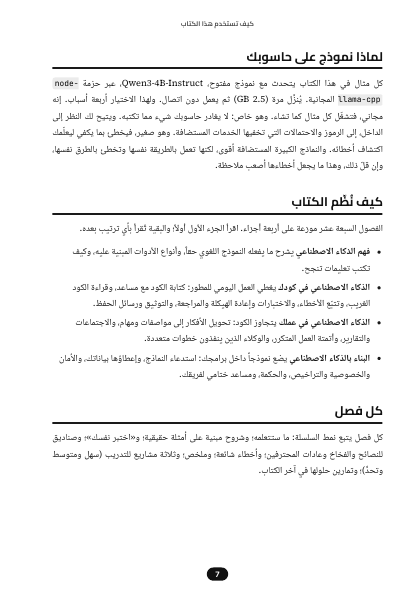 كيف تستخدم هذا الكتاب
لماذا نموذج على حاسوبك
كل مثال في هذا الكتاب يتحدث مع نموذج مفتوح، Qwen3-4B-Instruct، عبر حزمة node-
llama-cpp المجانية. يُنزَّل مرة (2.5 GB) ثم يعمل دون اتصال. ولهذا الاختيار أربعة أسباب. إنه
مجاني، فتشغّل كل مثال كما تشاء. وهو خاص: لا يغادر حاسوبك شيء مما تكتبه. ويتيح لك النظر إلى
الداخل، إلى الرموز والاحتمالات التي تخفيها الخدمات المستضافة. وهو صغير، فيخطئ بما يكفي ليعلّمك
اكتشاف أخطائه. والنماذج الكبيرة المستضافة أقوى، لكنها تعمل بالطريقة نفسها وتخطئ بالطرق نفسها،
وإن قلّ ذلك، وهذا ما يجعل أخطاءها أصعب ملاحظة.
كيف نُظّم الكتاب
الفصول السبعة عشر موزعة على أربعة أجزاء. اقرأ الجزء الأول أولًا؛ والبقية تُقرأ بأي ترتيب بعده.
• فهم الذكاء الاصطناعي يشرح ما يفعله النموذج اللغوي حقاً، وأنواع الأدوات المبنية عليه، وكيف
تكتب تعليمات تنجح.
• الذكاء الاصطناعي في كودك يغطي العمل اليومي للمطور: كتابة الكود مع مساعد، وقراءة الكود
الغريب، وتتبّع الأخطاء، والاختبارات وإعادة الهيكلة والمراجعة، والتوثيق ورسائل الحفظ.
• الذكاء الاصطناعي في عملك يتجاوز الكود: تحويل الأفكار إلى مواصفات ومهام، والاجتماعات
والتقارير، وأتمتة العمل المتكرر، والوكلاء الذين ينفذون خطوات متعددة.
• البناء بالذكاء الاصطناعي يضع نموذجاً داخل برامجك: استدعاء النماذج، وإعطاؤها بياناتك، والأمان
والخصوصية والتراخيص، والحكمة، ومساعد ختامي لفريقك.
كل فصل
كل فصل يتبع نمط السلسلة: ما ستتعلمه؛ وشروح مبنية على أمثلة حقيقية؛ و«اختبر نفسك»؛ وصناديق
للنصائح والفخاخ وعادات المحترفين؛ وأخطاء شائعة؛ وملخص؛ وثلاثة مشاريع للتدريب (سهل ومتوسط
وتحدٍّ)؛ وتمارين حلولها في آخر الكتاب.
7